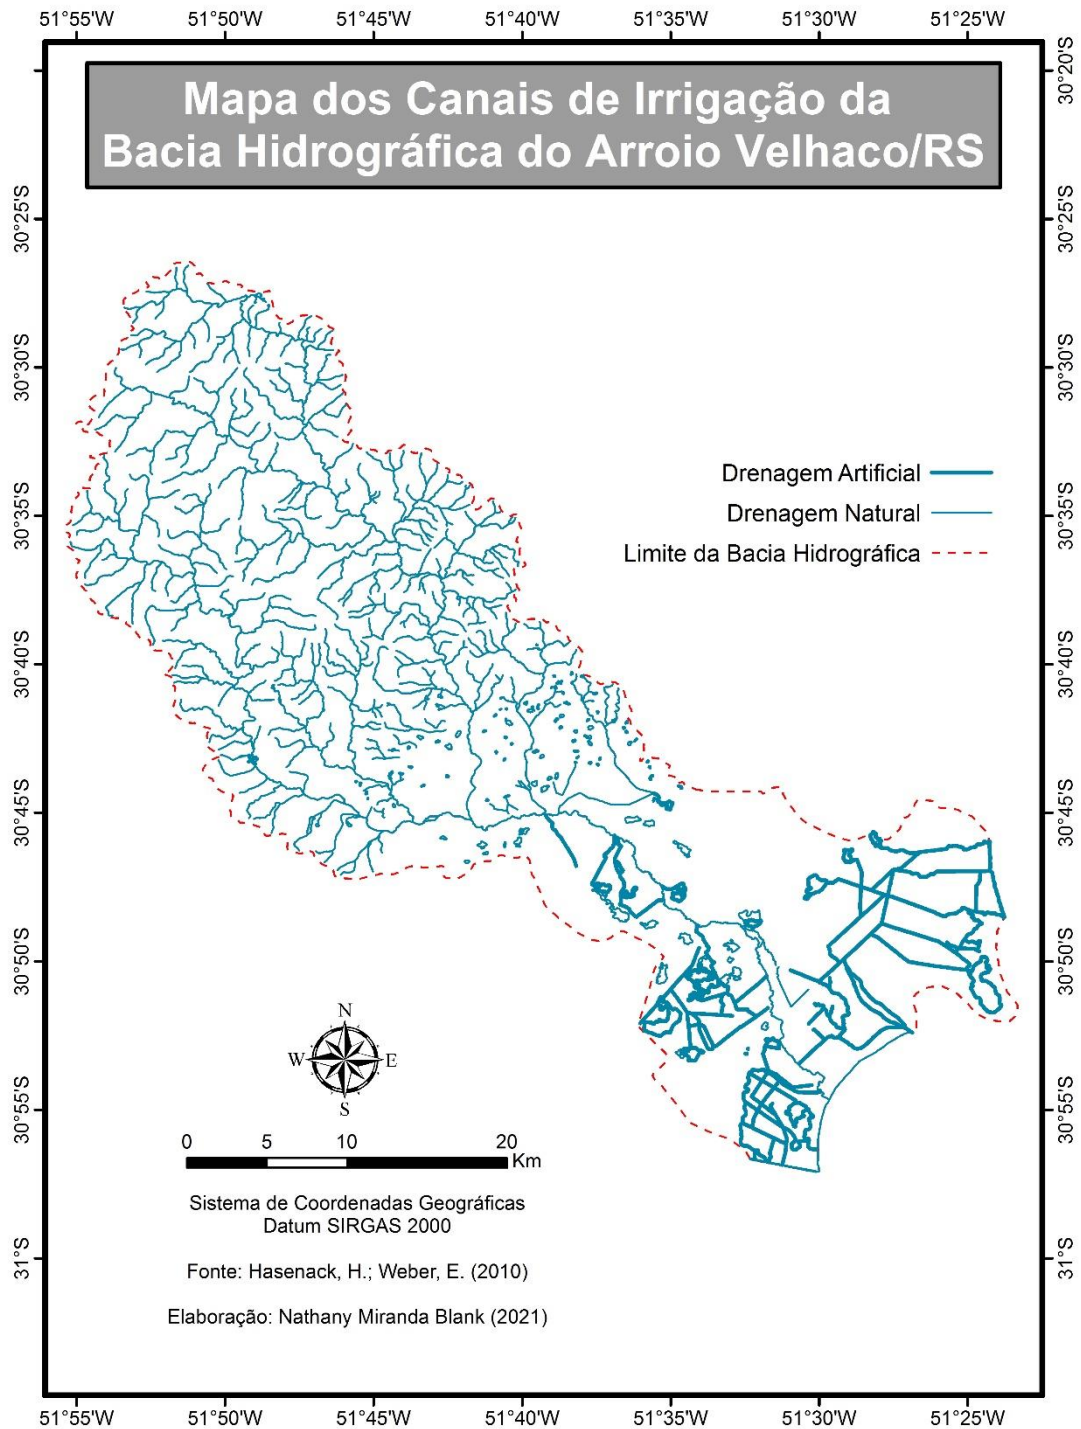 51°55'W 51°50'W 51°45'W 51°40'W 51°35'W 51°30'W 51°25'W
Mapa dos Canais de Irrigação da
Bacia Hidrográfica do Arroio Velhaco/RS
30°20'S
30°25'S 30°25'S
30°30'S 30°30'S
Drenagem Artificial
Drenagem Natural
30°35'S 30°35'S
Limite da Bacia Hidrográfica
30°40'S 30°40'S
30°45'S 30°45'S
30°50'S 30°50'S
N
W E
S
30°55'S 30°55'S
0 5 10 20
Km
Sistema de Coordenadas Geográficas
Datum SIRGAS 2000
31°S 31°S
Fonte: Hasenack, H.; Weber, E. (2010)
Elaboração: Nathany Miranda Blank (2021)
51°55'W 51°50'W 51°45'W 51°40'W 51°35'W 51°30'W 51°25'W